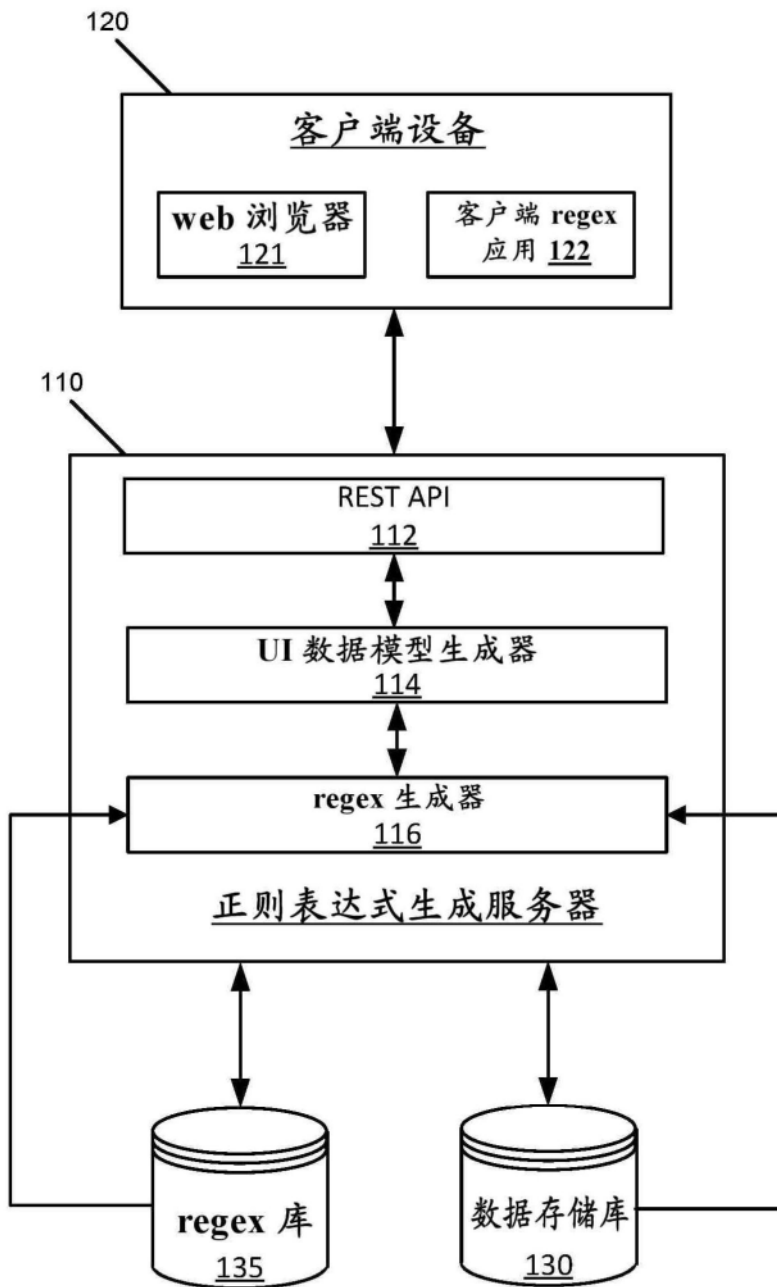 120
客户端设备
web 浏览器
121
客户端 regex
应用 122
110
REST API
112
UI 数据模型生成器
114
regex 生成器
116
正则表达式生成服务器
regex 库
135
数据存储库
130